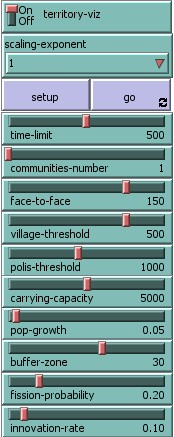 On
Off territory-viz
scaling-exponent
1
setup go
time-limit 500
communities-number 1
face-to-face 150
village-threshold 500
polis-threshold 1000
carrying-capacity 5000
pop-growth 0.05
buffer-zone 30
fission-probability 0.20
innovation-rate 0.10